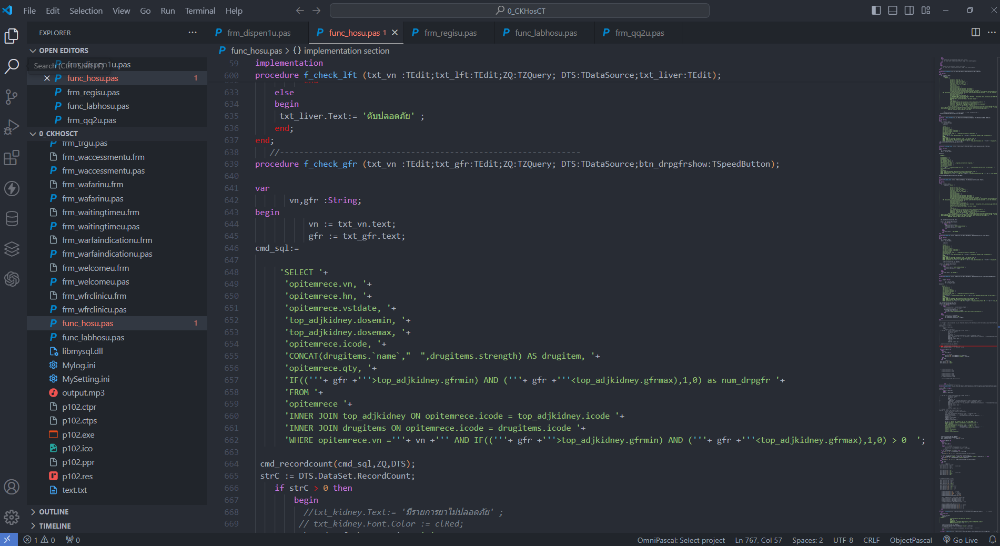 File Edit Selection View Go Run Terminal Help
0_CKHosCT
EXPLORER
OPEN EDITORS
Search (Ctrl+Shift+F)
frm_dispen1u.pas
func_hosu.pas 1
frm_regisu.pas
func_labhosu.pas
frm_qq2u.pas
0_CKHOSCT
frm_trgu.pas
frm_waccessmentu.frm
frm_waccessmentu.pas
frm_wafarinu.frm
frm_wafarinu.pas
frm_waitingtimeu.frm
frm_waitingtimeu.pas
frm_warfaindicationu.frm
frm_warfaindicationu.pas
frm_welcomeu.frm
frm_welcomeu.pas
frm_wfrclinicu.frm
frm_wfrclinicu.pas
func_hosu.pas 1
func_labhosu.pas
libmysql.dll
Mylog.ini
MySetting.ini
output.mp3
p102.ctpr
p102.ctps
p102.exe
p102.ico
p102.ppr
p102.res
text.txt
OUTLINE
TIMELINE
frm_dispen1u.pas
func_hosu.pas 1
frm_regisu.pas
func_labhosu.pas
frm_qq2u.pas
func_hosu.pas > {} implementation section
59 implementation
600 procedure f_check_lft (txt_vn :TEdit;txt_lft:TEdit;ZQ:TZQuery; DTS:TDataSource;txt_liver:TEdit);
632 end
633 else
634 begin
635 txt_liver.Text:= 'ตับปลอดภัย' ;
636 end;
637 end;
638 //--------------------------------------------------------------
639 procedure f_check_gfr (txt_vn :TEdit;txt_gfr:TEdit;ZQ:TZQuery; DTS:TDataSource;btn_drpgfrshow:TSpeedButton);
640
641 var
642 vn,gfr :String;
643 begin
644 vn := txt_vn.text;
645 gfr := txt_gfr.text;
646 cmd_sql:=
647
648 'SELECT '+
649 'opitemrece.vn, '+
650 'opitemrece.hn, '+
651 'opitemrece.vstdate, '+
652 'top_adjkidney.dosemin, '+
653 'top_adjkidney.dosemax, '+
654 'opitemrece.icode, '+
655 'CONCAT(drugitems.`name`,"  ",drugitems.strength) AS drugitem, '+
656 'opitemrece.qty, '+
657 'IF(('''+ gfr +'''>top_adjkidney.gfrmin) AND ('''+ gfr +'''<top_adjkidney.gfrmax),1,0) as num_drpgfr '+
658 'FROM '+
659 'opitemrece '+
660 'INNER JOIN top_adjkidney ON opitemrece.icode = top_adjkidney.icode '+
661 'INNER JOIN drugitems ON opitemrece.icode = drugitems.icode '+
662 'WHERE opitemrece.vn ='''+ vn +''' AND IF(('''+ gfr +'''>top_adjkidney.gfrmin) AND ('''+ gfr +'''<top_adjkidney.gfrmax),1,0) > 0  ';
663
664 cmd_recordcount(cmd_sql,ZQ,DTS);
665 strC := DTS.DataSet.RecordCount;
666 if strC > 0 then
667 begin
668 //txt_kidney.Text:= 'มีรายการยาไม่ปลอดภัย' ;
669 // txt_kidney.Font.Color := clRed;
1 0 0
OmniPascal: Select project Ln 767, Col 57 Spaces: 2 UTF-8 CRLF ObjectPascal Go Live